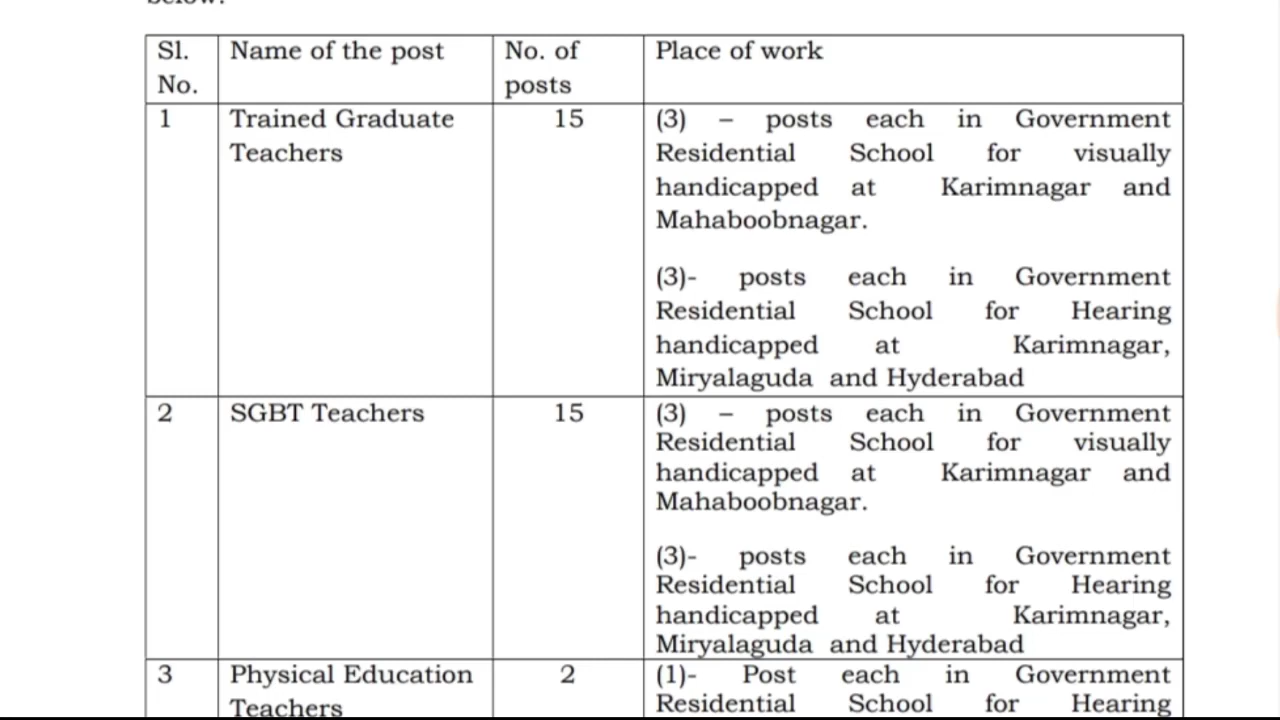 below:
Sl.
No.
Name of the post
No. of
posts
Place of work
1
Trained Graduate
Teachers
15
(3) – posts each in Government
Residential School for visually
handicapped at Karimnagar and
Mahaboobnagar.
(3)- posts each in Government
Residential School for Hearing
handicapped at Karimnagar,
Miryalaguda and Hyderabad
2
SGBT Teachers
15
(3) – posts each in Government
Residential School for visually
handicapped at Karimnagar and
Mahaboobnagar.
(3)- posts each in Government
Residential School for Hearing
handicapped at Karimnagar,
Miryalaguda and Hyderabad
3
Physical Education
Teachers
2
(1)- Post each in Government
Residential School for Hearing